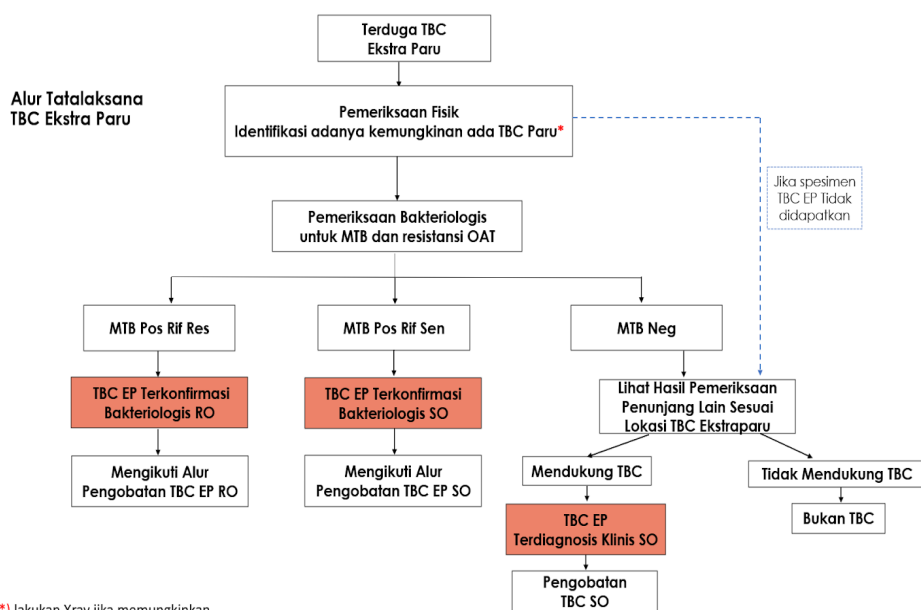 Terduga TBC
Ekstra Paru
Alur Tatalaksana
TBC Ekstra Paru
Pemeriksaan Fisik
Identifikasi adanya kemungkinan ada TBC Paru*
Jika spesimen
TBC EP Tidak
didapatkan
Pemeriksaan Bakteriologis
untuk MTB dan resistansi OAT
MTB Pos Rif Res
MTB Pos Rif Sen
MTB Neg
TBC EP Terkonfirmasi
Bakteriologis RO
TBC EP Terkonfirmasi
Bakteriologis SO
Lihat Hasil Pemeriksaan
Penunjang Lain Sesuai
Lokasi TBC Ekstraparu
Mengikuti Alur
Pengobatan TBC EP RO
Mengikuti Alur
Pengobatan TBC EP SO
Mendukung TBC
Tidak Mendukung TBC
TBC EP
Terdiagnosis Klinis SO
Bukan TBC
Pengobatan
TBC SO
*) lakukan Xray jika memungkinkan